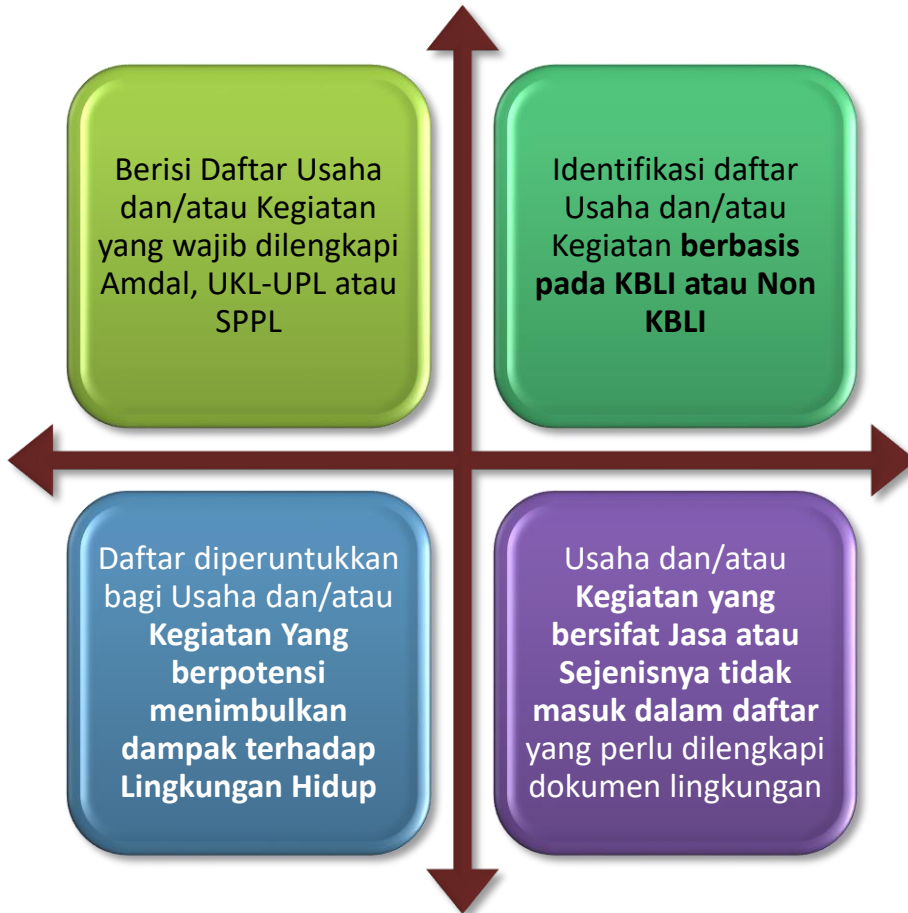 Berisi Daftar Usaha
dan/atau Kegiatan
yang wajib dilengkapi
Amdal, UKL-UPL atau
SPPL
Identifikasi daftar
Usaha dan/atau
Kegiatan berbasis
pada KBLI atau Non
KBLI
Daftar diperuntukkan
bagi Usaha dan/atau
Kegiatan Yang
berpotensi
menimbulkan
dampak terhadap
Lingkungan Hidup
Usaha dan/atau
Kegiatan yang
bersifat Jasa atau
Sejenisnya tidak
masuk dalam daftar
yang perlu dilengkapi
dokumen lingkungan